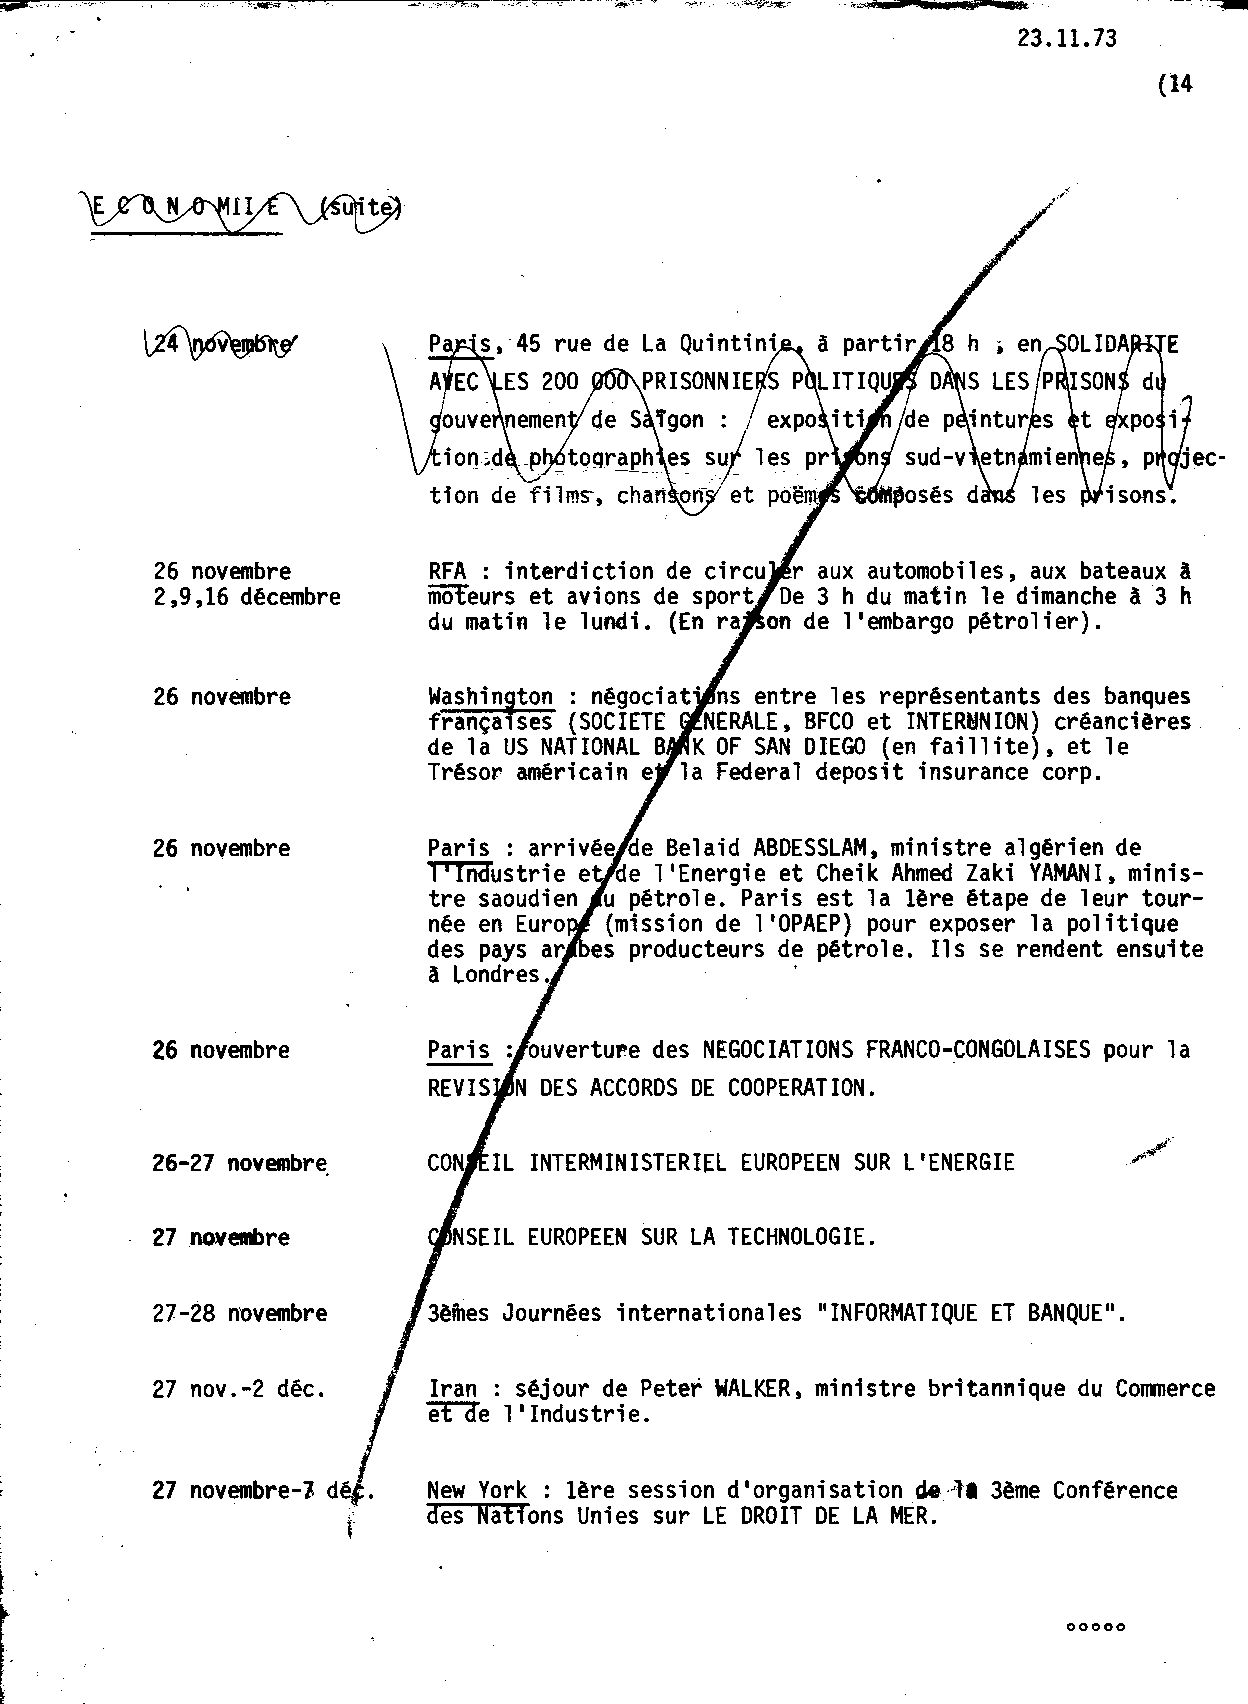 23.11.73
(14
E C O N O M I E (suite)
24 novembre Paris, 45 rue de La Quintinie, à partir 18 h ; en SOLIDARITE
AVEC LES 200 000 PRISONNIERS POLITIQUES DANS LES PRISONS du
gouvernement de Saïgon : exposition de peintures et exposi-
tion de photographies sur les prisons sud-vietnamiennes, projec-
tion de films, chansons et poëmes composés dans les prisons.
26 novembre RFA : interdiction de circuler aux automobiles, aux bateaux à
2,9,16 décembre moteurs et avions de sport. De 3 h du matin le dimanche à 3 h
du matin le lundi. (En raison de l'embargo pétrolier).
26 novembre Washington : négociations entre les représentants des banques
françaises (SOCIETE GENERALE, BFCO et INTERUNION) créancières
de la US NATIONAL BANK OF SAN DIEGO (en faillite), et le
Trésor américain et la Federal deposit insurance corp.
26 novembre Paris : arrivée de Belaid ABDESSLAM, ministre algérien de
l'Industrie et de l'Energie et Cheik Ahmed Zaki YAMANI, minis-
tre saoudien du pétrole. Paris est la 1ère étape de leur tour-
née en Europe (mission de l'OPAEP) pour exposer la politique
des pays arabes producteurs de pétrole. Ils se rendent ensuite
à Londres.
26 novembre Paris : ouverture des NEGOCIATIONS FRANCO-CONGOLAISES pour la
REVISION DES ACCORDS DE COOPERATION.
26-27 novembre CONSEIL INTERMINISTERIEL EUROPEEN SUR L'ENERGIE
27 novembre CONSEIL EUROPEEN SUR LA TECHNOLOGIE.
27-28 novembre 3èmes Journées internationales "INFORMATIQUE ET BANQUE".
27 nov.-2 déc. Iran : séjour de Peter WALKER, ministre britannique du Commerce
et de l'Industrie.
27 novembre-7 déc. New York : 1ère session d'organisation de la 3ème Conférence
des Nations Unies sur LE DROIT DE LA MER.
ooooo